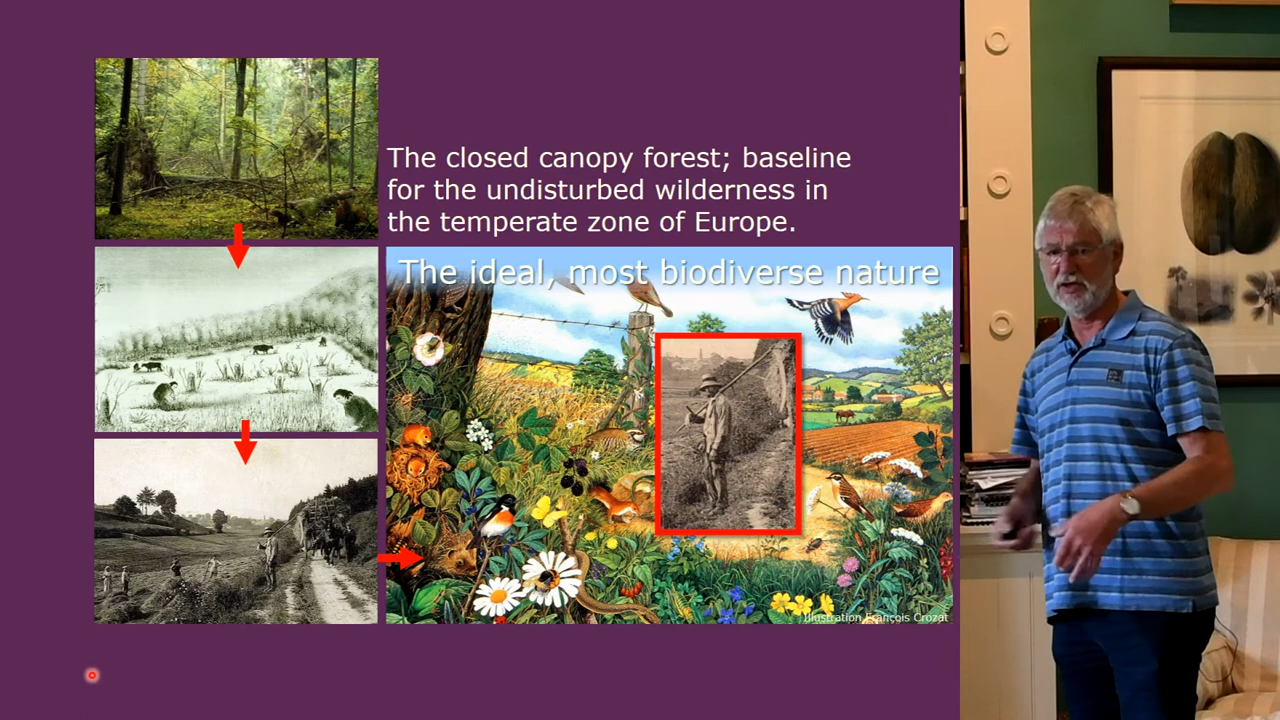 The closed canopy forest; baseline
for the undisturbed wilderness in
the temperate zone of Europe.
The ideal, most biodiverse nature
Illustration François Crozat